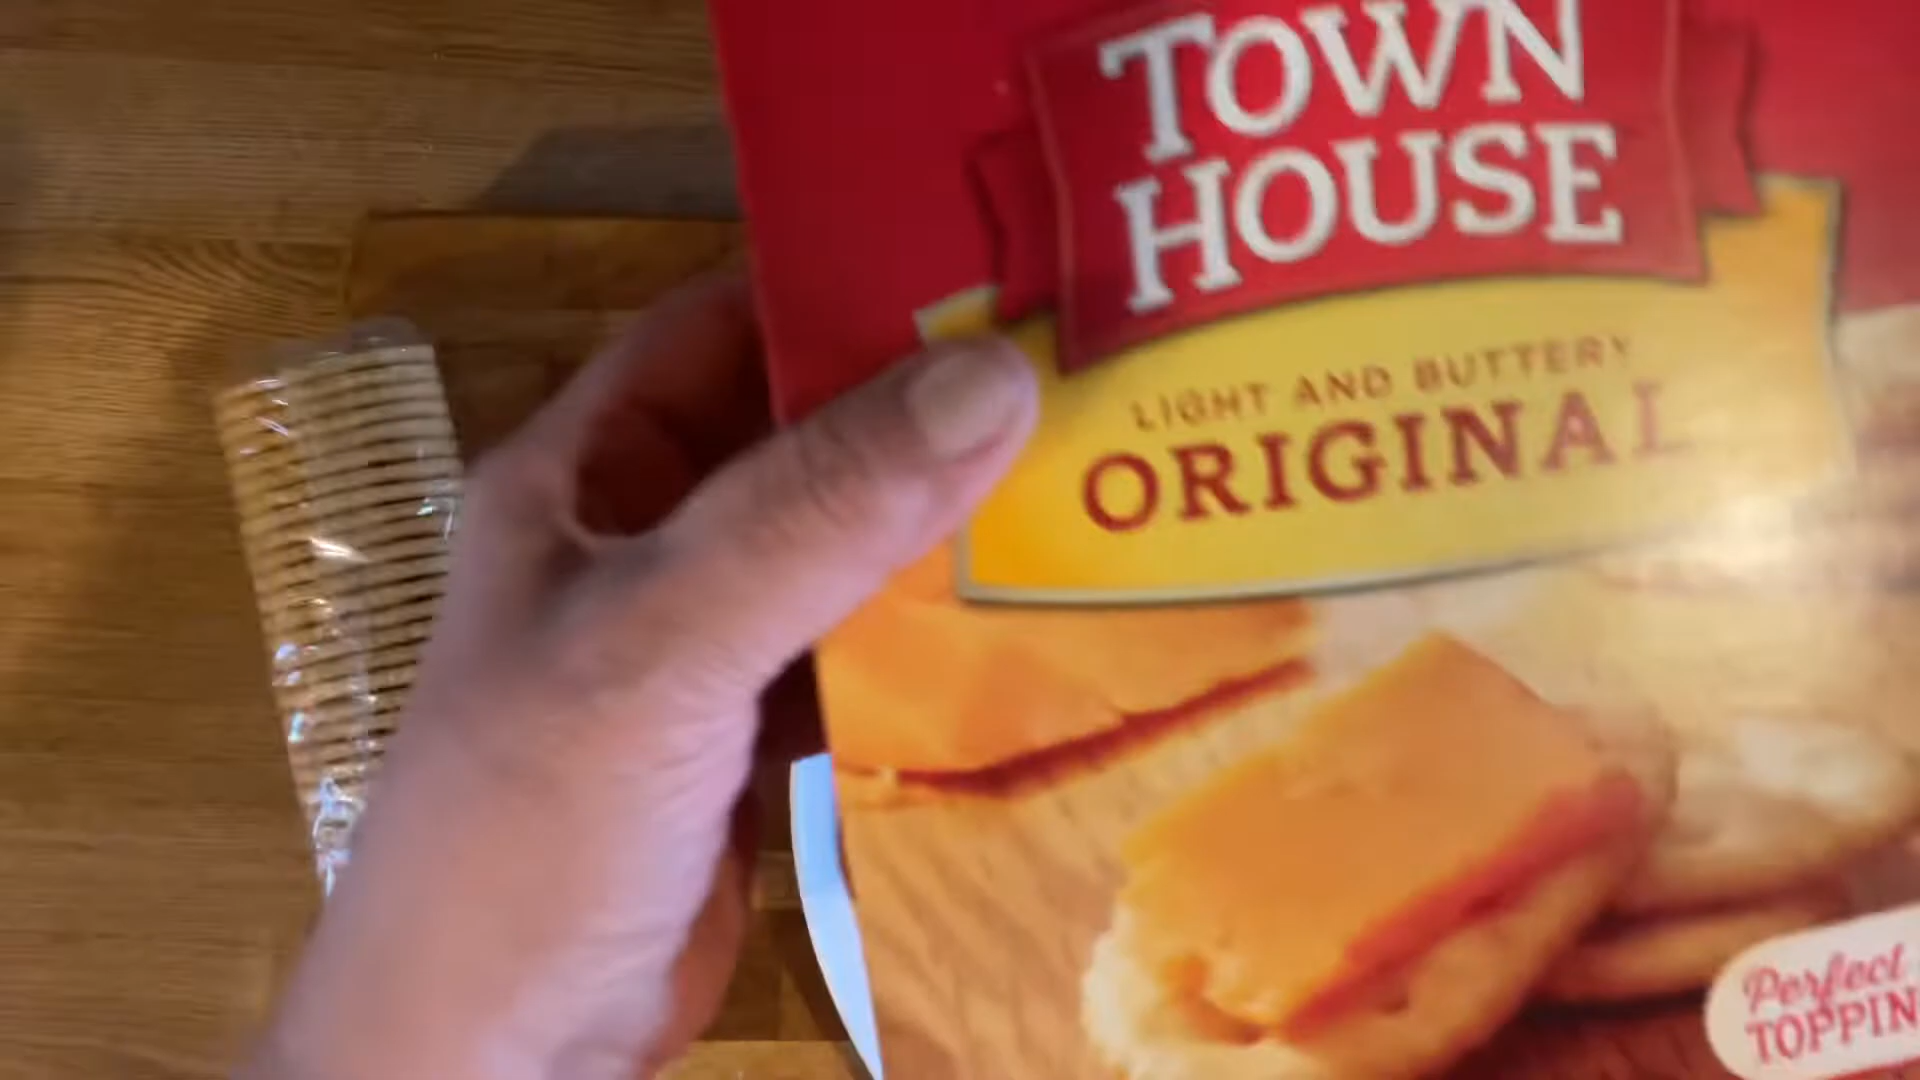 TOWN
HOUSE
LIGHT AND BUTTERY
ORIGINAL
Perfect
TOPPIN